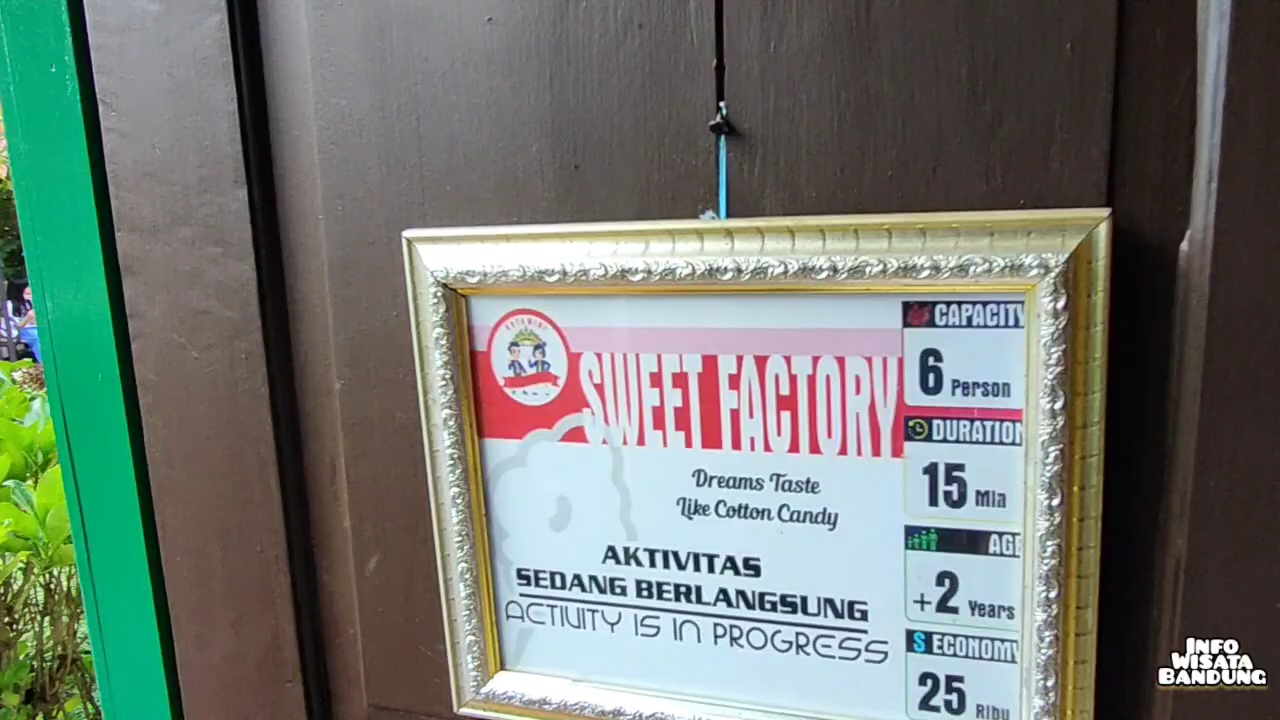 SWEET FACTORY
Dreams Taste
Like Cotton Candy
AKTIVITAS
SEDANG BERLANGSUNG
ACTIVITY IS IN PROGRESS
CAPACITY
6 Person
DURATION
15 Min
AGE
+2 Years
$ ECONOMY
25 Ribu
INFO
WISATA
BANDUNG